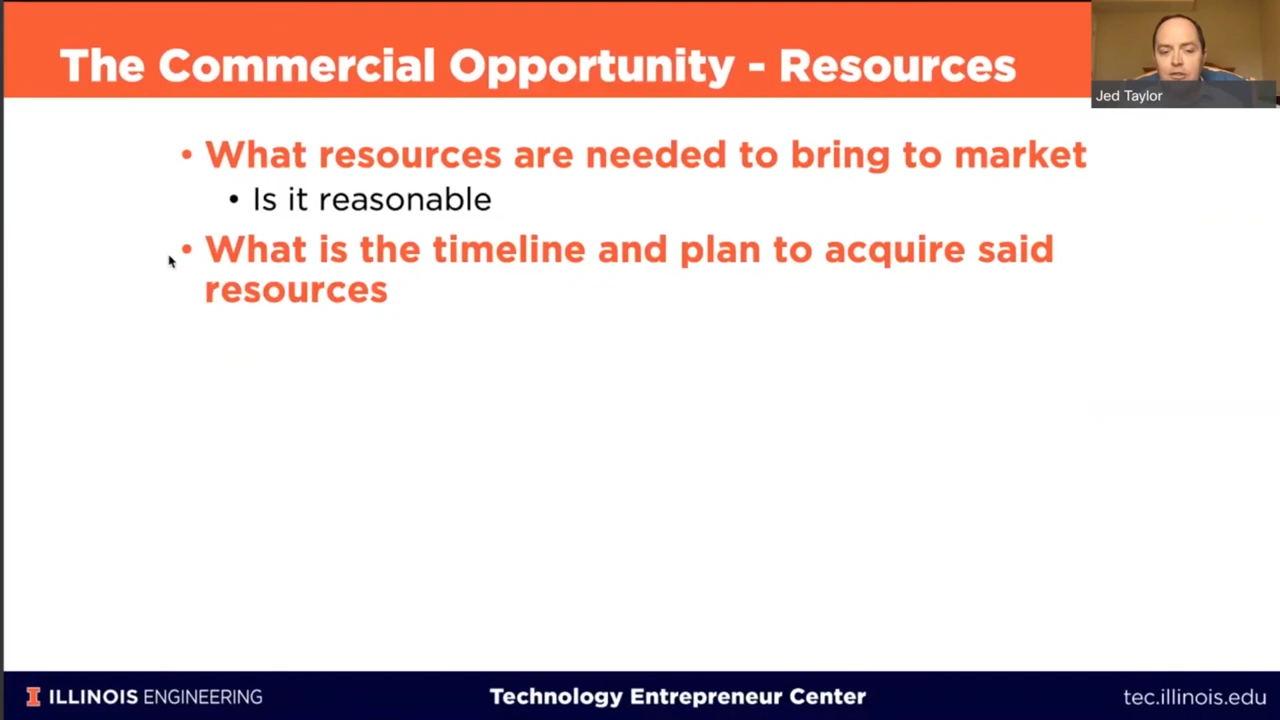 The Commercial Opportunity - Resources
Jed Taylor
• What resources are needed to bring to market
• Is it reasonable
• What is the timeline and plan to acquire said
resources
I ILLINOIS ENGINEERING
Technology Entrepreneur Center
tec.illinois.edu